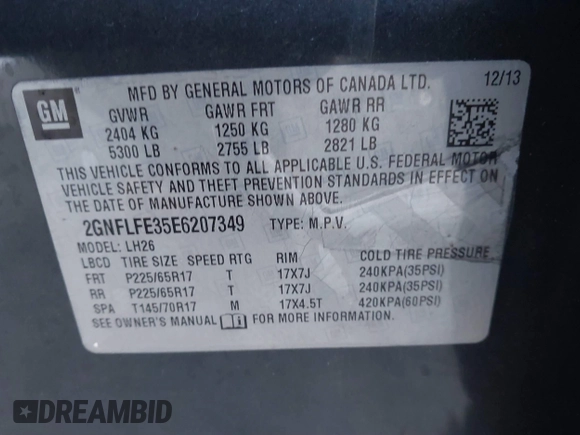 GM
MFD BY GENERAL MOTORS OF CANADA LTD. 12/13
GVWR GAWR FRT GAWR RR
2404 KG 1250 KG 1280 KG
5300 LB 2755 LB 2821 LB
THIS VEHICLE CONFORMS TO ALL APPLICABLE U.S. FEDERAL MOTOR
VEHICLE SAFETY AND THEFT PREVENTION STANDARDS IN EFFECT ON
THE DATE OF MANUFACTURE SHOWN ABOVE.
2GNFLFE35E6207349 TYPE: M.P.V.
MODEL: LH26
LBCD TIRE SIZE SPEED RTG RIM COLD TIRE PRESSURE
FRT P225/65R17 T 17X7J 240KPA(35PSI)
RR P225/65R17 T 17X7J 240KPA(35PSI)
SPA T145/70R17 M 17X4.5T 420KPA(60PSI)
SEE OWNER'S MANUAL FOR MORE INFORMATION.
DREAMBID